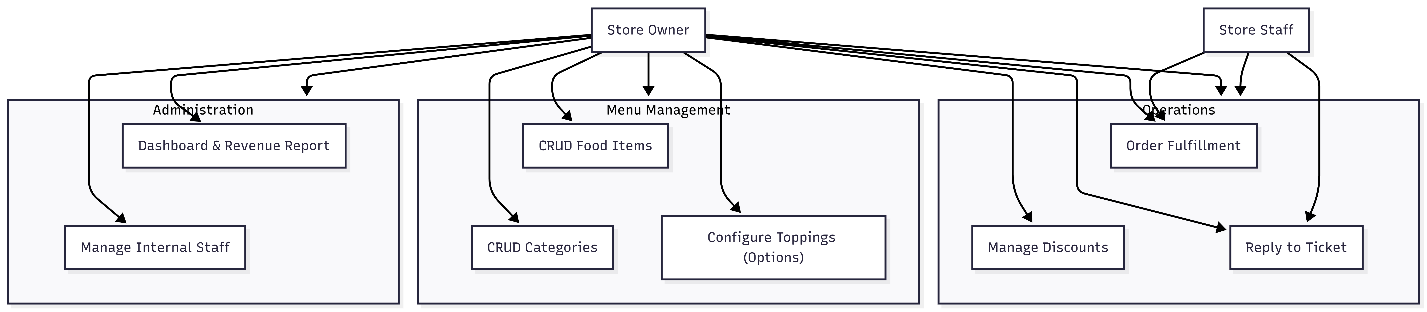 Store Owner
Store Staff
Administration
Menu Management
Operations
Dashboard & Revenue Report
CRUD Food Items
Order Fulfillment
Manage Internal Staff
CRUD Categories
Configure Toppings
(Options)
Manage Discounts
Reply to Ticket